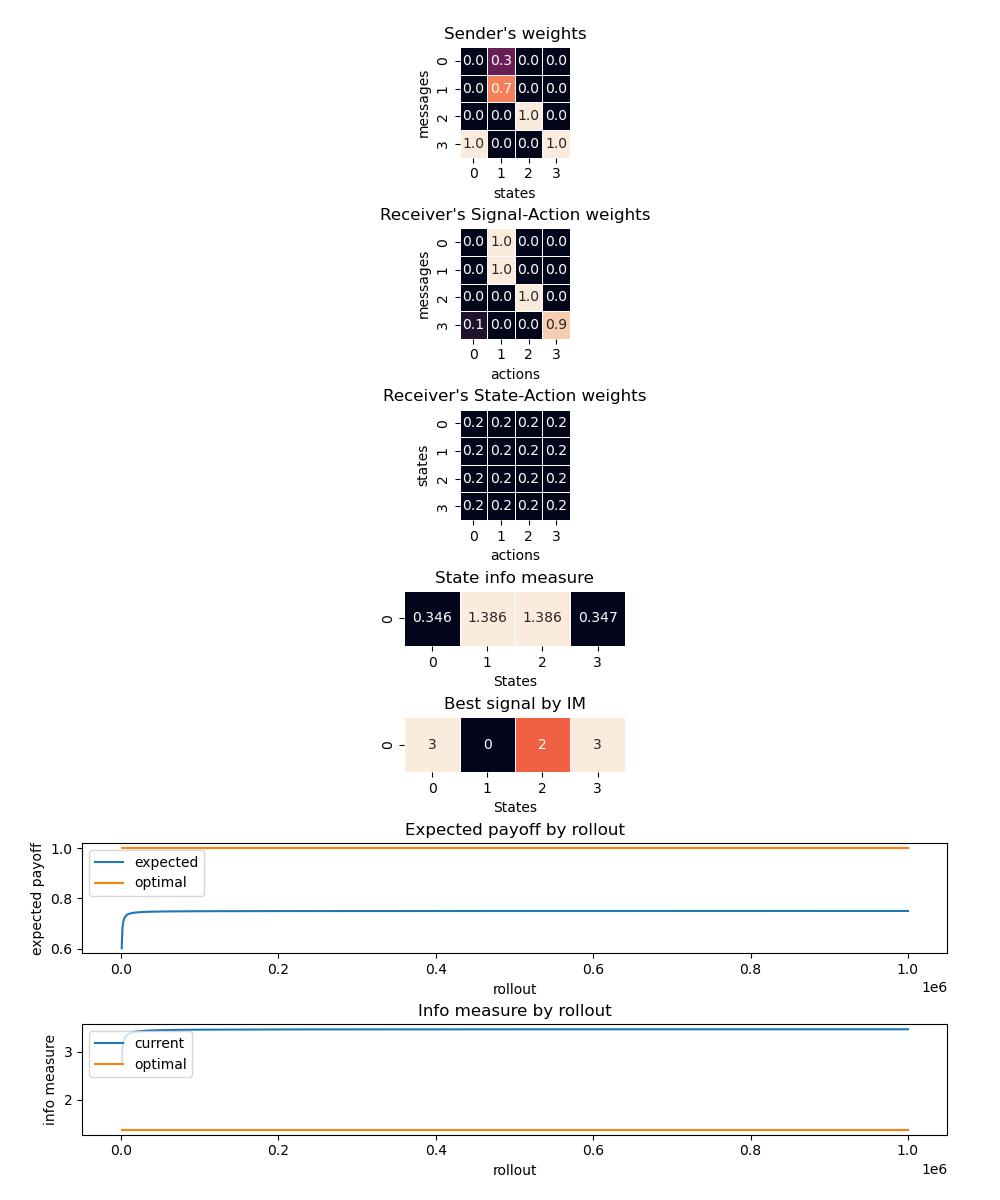 Sender's weights
messages
0 0.0 0.3 0.0 0.0
1 0.0 0.7 0.0 0.0
2 0.0 0.0 1.0 0.0
3 1.0 0.0 0.0 1.0
0 1 2 3
states
Receiver's Signal-Action weights
messages
0 0.0 1.0 0.0 0.0
1 0.0 1.0 0.0 0.0
2 0.0 0.0 1.0 0.0
3 0.1 0.0 0.0 0.9
0 1 2 3
actions
Receiver's State-Action weights
states
0 0.2 0.2 0.2 0.2
1 0.2 0.2 0.2 0.2
2 0.2 0.2 0.2 0.2
3 0.2 0.2 0.2 0.2
0 1 2 3
actions
State info measure
0 0.346 1.386 1.386 0.347
0 1 2 3
States
Best signal by IM
0 3 0 2 3
0 1 2 3
States
Expected payoff by rollout
expected payoff
1.0
0.8
0.6
expected
optimal
0.0 0.2 0.4 0.6 0.8 1.0
rollout
1e6
Info measure by rollout
info measure
3
2
current
optimal
0.0 0.2 0.4 0.6 0.8 1.0
rollout
1e6